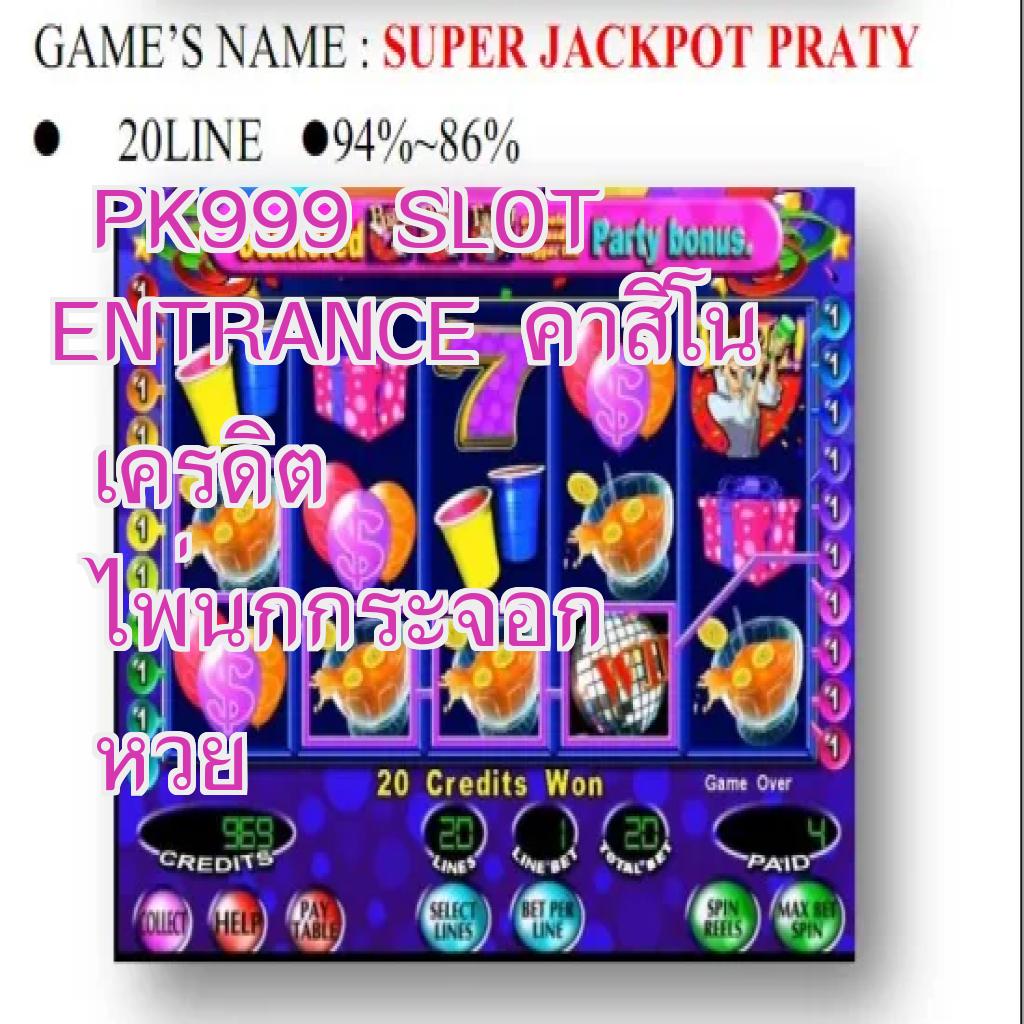 GAME'S NAME : SUPER JACKPOT PRATY
● 20LINE ●94%~86%
PK999 SLOT
Party bonus.
ENTRANCE คาสิโน
เครดิต
ไพ่นกกระจอก
หวย
20 Credits Won
Game Over
969 20 1 20 4
CREDITS LINES LINE BET TOTAL BET PAID
COLLECT HELP PAY TABLE SELECT LINES BET PER LINE SPIN REELS MAX BET SPIN